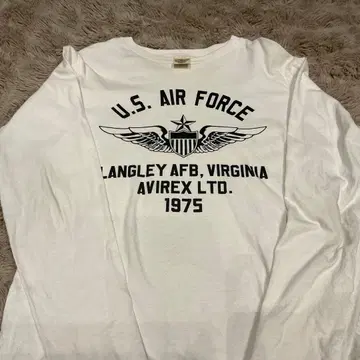 U.S. AIR FORCE
LANGLEY AFB, VIRGINIA
AVIREX LTD.
1975